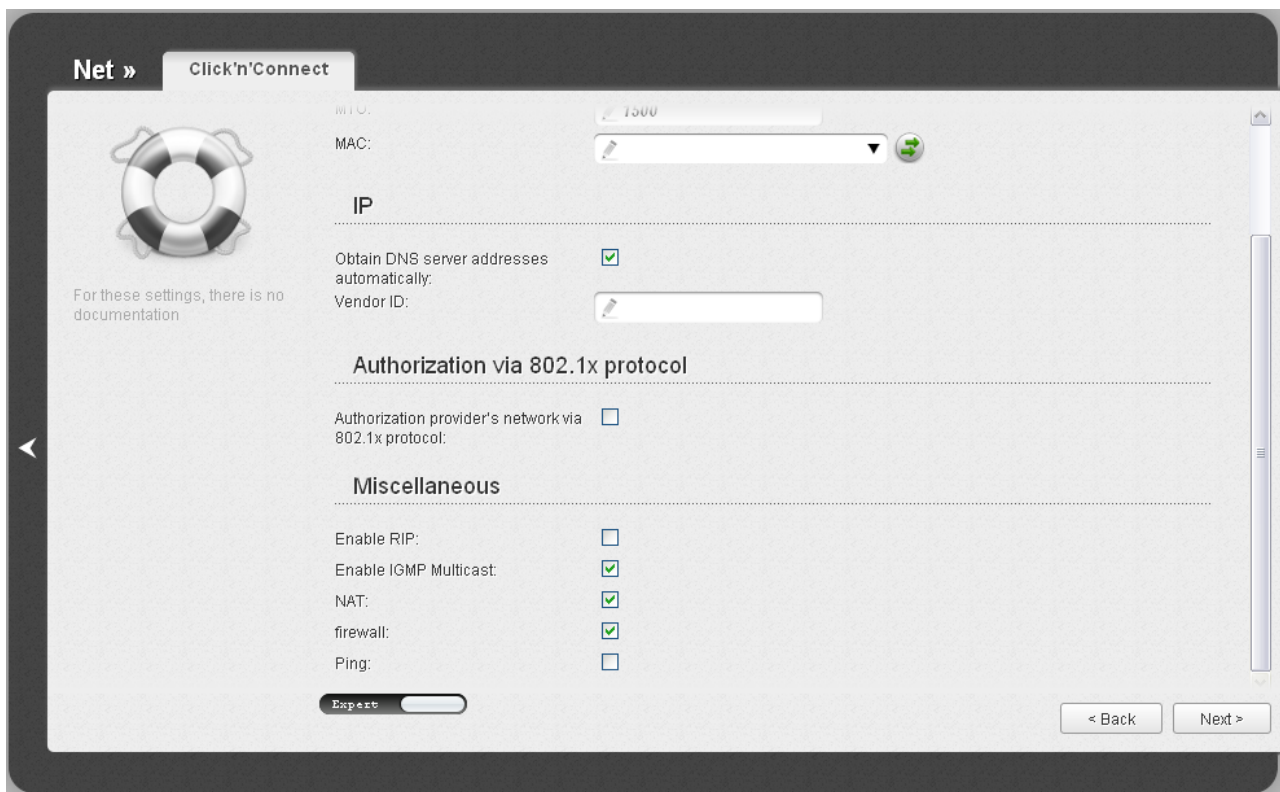 Net »
Click'n'Connect
MTU:
1500
MAC:
IP
Obtain DNS server addresses
automatically:
For these settings, there is no
documentation
Vendor ID:
Authorization via 802.1x protocol
Authorization provider's network via
802.1x protocol:
Miscellaneous
Enable RIP:
Enable IGMP Multicast:
NAT:
firewall:
Ping:
Expert
< Back
Next >